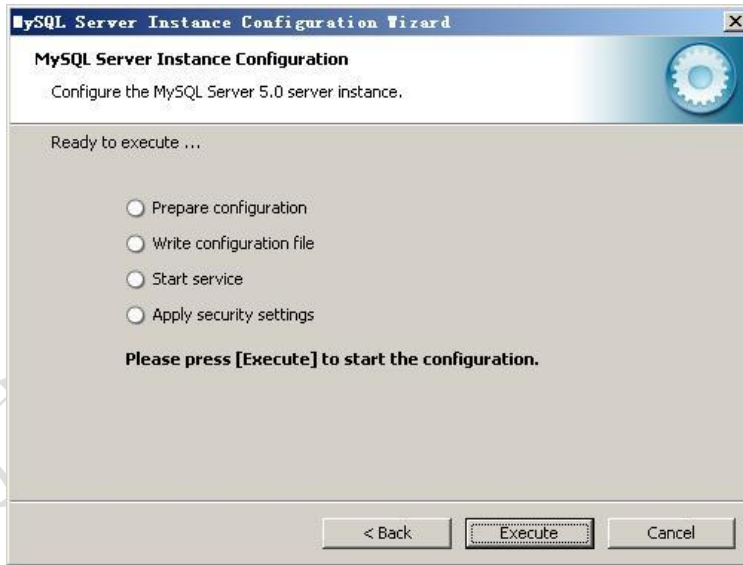 MySQL Server Instance Configuration Wizard
MySQL Server Instance Configuration
Configure the MySQL Server 5.0 server instance.
Ready to execute ...
Prepare configuration
Write configuration file
Start service
Apply security settings
Please press [Execute] to start the configuration.
< Back Execute Cancel